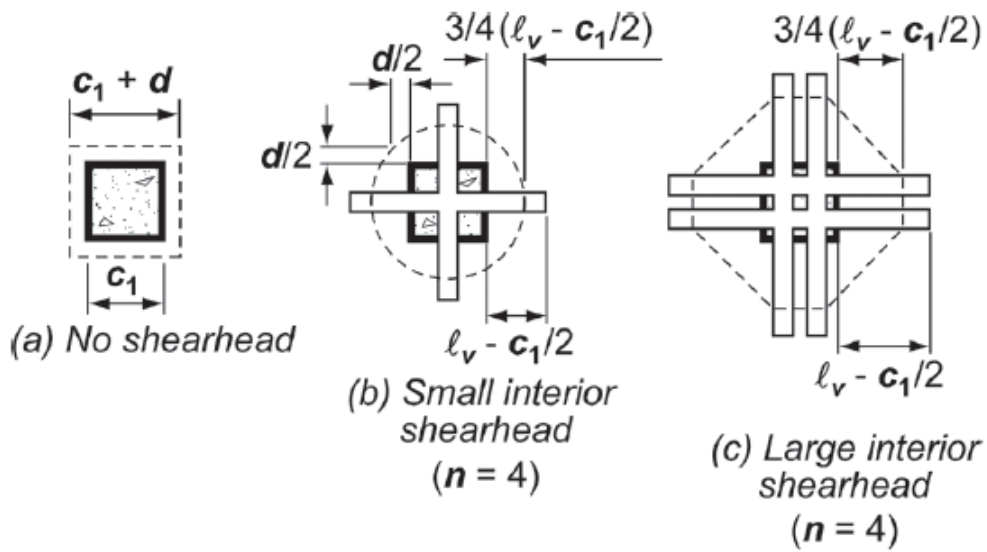 c₁ + d
c₁
(a) No shearhead
3/4 (ℓᵥ - c₁/2)
d/2
d/2
ℓᵥ - c₁/2
(b) Small interior
shearhead
(n = 4)
3/4 (ℓᵥ - c₁/2)
ℓᵥ - c₁/2
(c) Large interior
shearhead
(n = 4)